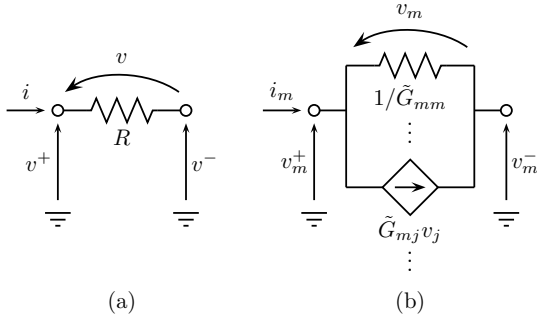 v
i
R
v⁺
v⁻
(a)
v_m
i_m
1/G̃_mm
⋮
v_m⁺
v_m⁻
G̃_mj v_j
⋮
(b)